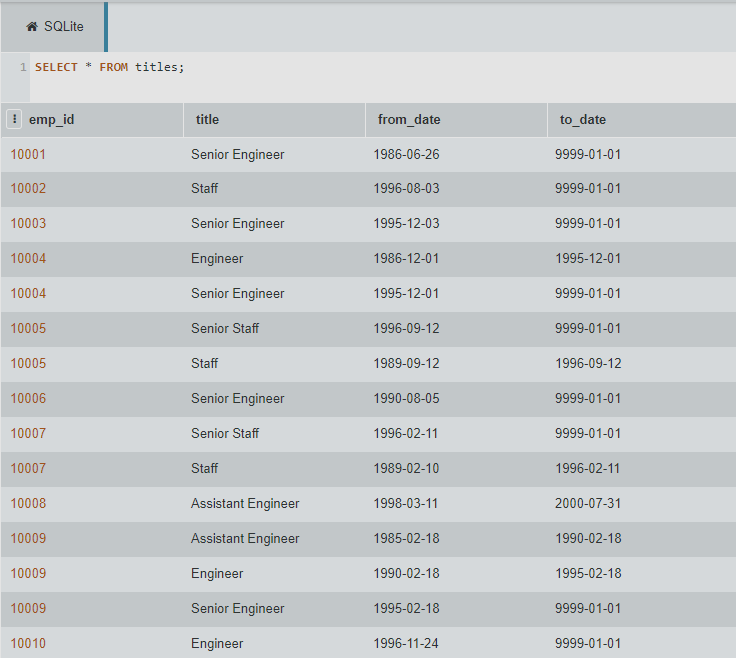 SQLite
1 SELECT * FROM titles;
emp_id title from_date to_date
10001 Senior Engineer 1986-06-26 9999-01-01
10002 Staff 1996-08-03 9999-01-01
10003 Senior Engineer 1995-12-03 9999-01-01
10004 Engineer 1986-12-01 1995-12-01
10004 Senior Engineer 1995-12-01 9999-01-01
10005 Senior Staff 1996-09-12 9999-01-01
10005 Staff 1989-09-12 1996-09-12
10006 Senior Engineer 1990-08-05 9999-01-01
10007 Senior Staff 1996-02-11 9999-01-01
10007 Staff 1989-02-10 1996-02-11
10008 Assistant Engineer 1998-03-11 2000-07-31
10009 Assistant Engineer 1985-02-18 1990-02-18
10009 Engineer 1990-02-18 1995-02-18
10009 Senior Engineer 1995-02-18 9999-01-01
10010 Engineer 1996-11-24 9999-01-01